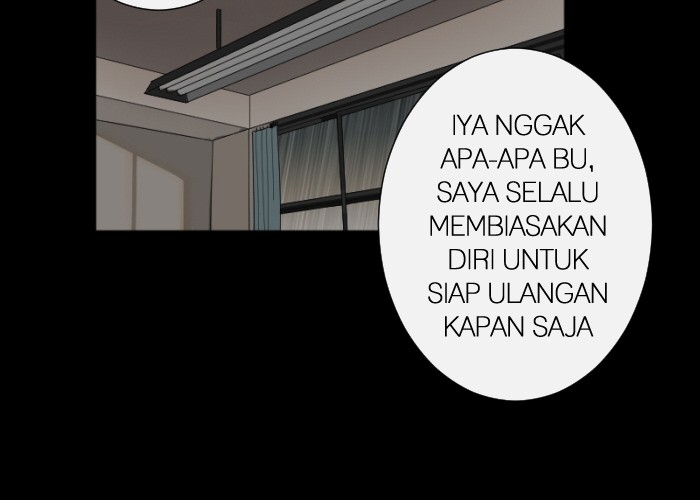 IYA NGGAK
APA-APA BU,
SAYA SELALU
MEMBIASAKAN
DIRI UNTUK
SIAP ULANGAN
KAPAN SAJA